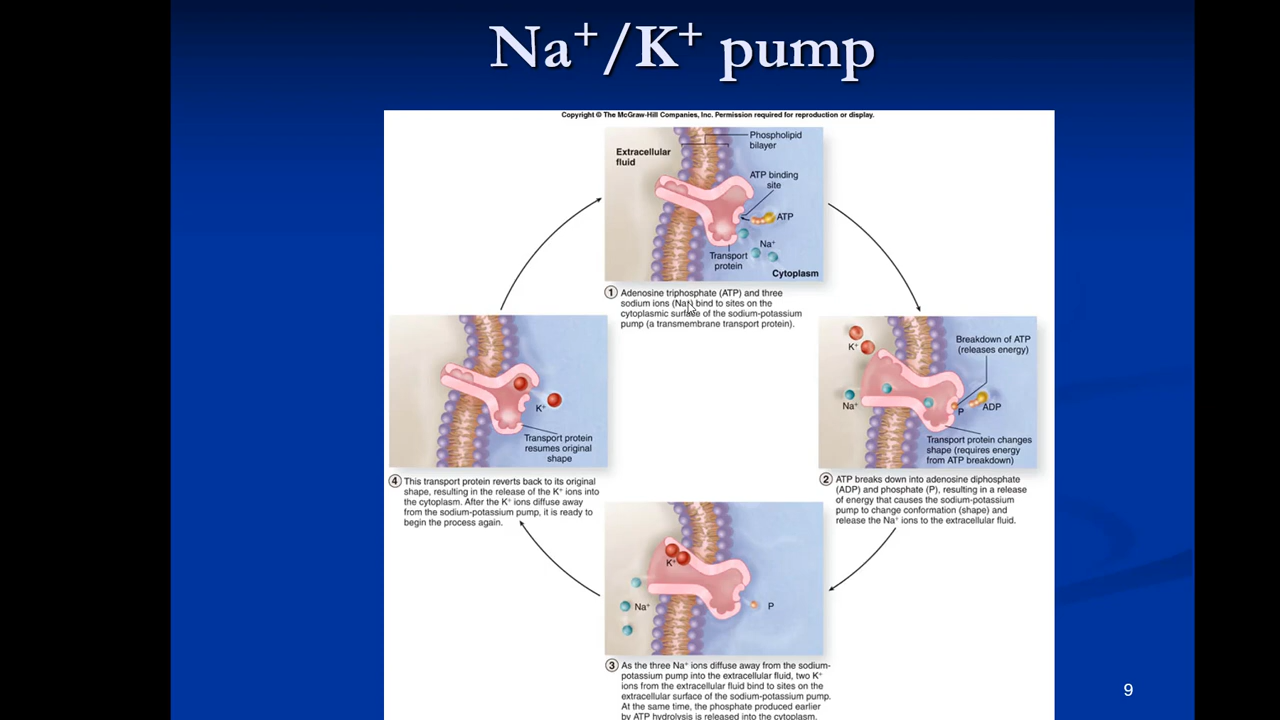 Na⁺/K⁺ pump
Copyright © The McGraw-Hill Companies, Inc. Permission required for reproduction or display.
Phospholipid
bilayer
Extracellular
fluid
ATP binding
site
ATP
Na⁺
Transport
protein
Cytoplasm
① Adenosine triphosphate (ATP) and three
sodium ions (Na⁺) bind to sites on the
cytoplasmic surface of the sodium-potassium
pump (a transmembrane transport protein).
K⁺
Breakdown of ATP
(releases energy)
Na⁺
P
ADP
Transport protein changes
shape (requires energy
from ATP breakdown)
② ATP breaks down into adenosine diphosphate
(ADP) and phosphate (P), resulting in a release
of energy that causes the sodium-potassium
pump to change conformation (shape) and
release the Na⁺ ions to the extracellular fluid.
K⁺
Na⁺
P
③ As the three Na⁺ ions diffuse away from the sodium-
potassium pump into the extracellular fluid, two K⁺
ions from the extracellular fluid bind to sites on the
extracellular surface of the sodium-potassium pump.
At the same time, the phosphate produced earlier
by ATP hydrolysis is released into the cytoplasm.
K⁺
Transport protein
resumes original
shape
④ This transport protein reverts back to its original
shape, resulting in the release of the K⁺ ions into
the cytoplasm. After the K⁺ ions diffuse away
from the sodium-potassium pump, it is ready to
begin the process again.
9